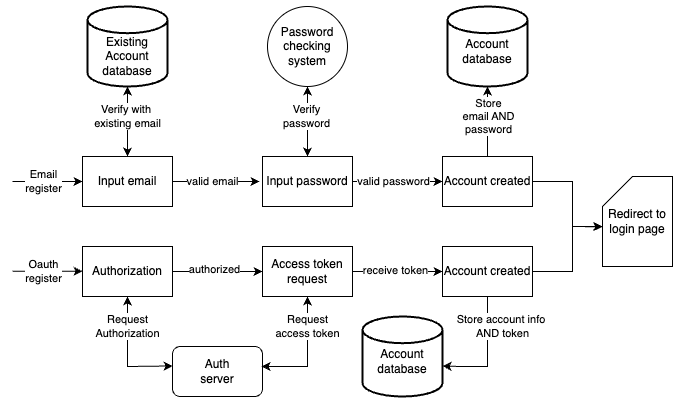 Existing
Account
database
Password
checking
system
Account
database
Verify with
existing email
Verify
password
Store
email AND
password
Email
register
Input email
valid email
Input password
valid password
Account created
Redirect to
login page
Oauth
register
Authorization
authorized
Access token
request
receive token
Account created
Request
Authorization
Request
access token
Store account info
AND token
Auth
server
Account
database